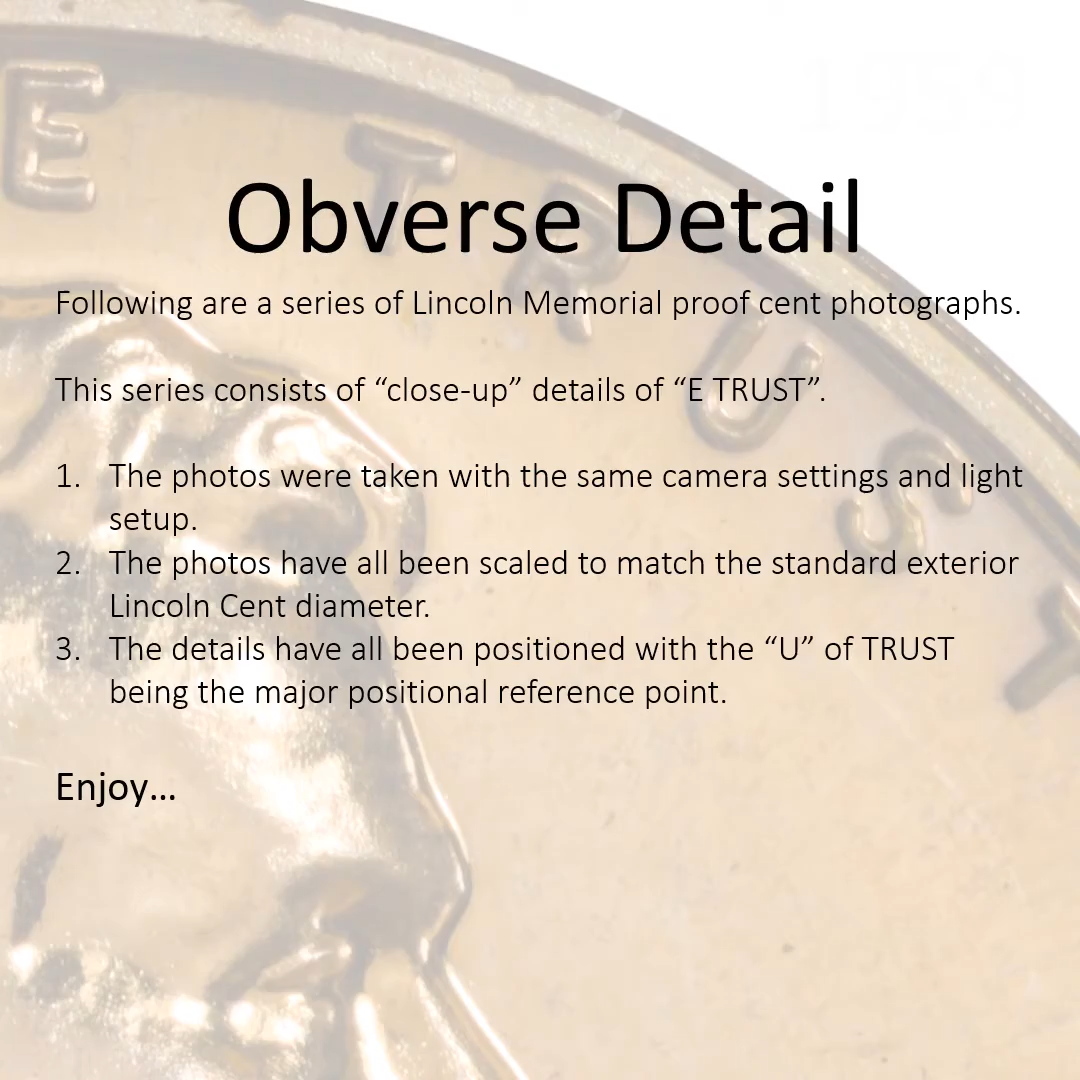 1959
E TRUST
Obverse Detail
Following are a series of Lincoln Memorial proof cent photographs.
This series consists of “close-up” details of “E TRUST”.
1. The photos were taken with the same camera settings and light
setup.
2. The photos have all been scaled to match the standard exterior
Lincoln Cent diameter.
3. The details have all been positioned with the “U” of TRUST
being the major positional reference point.
Enjoy…